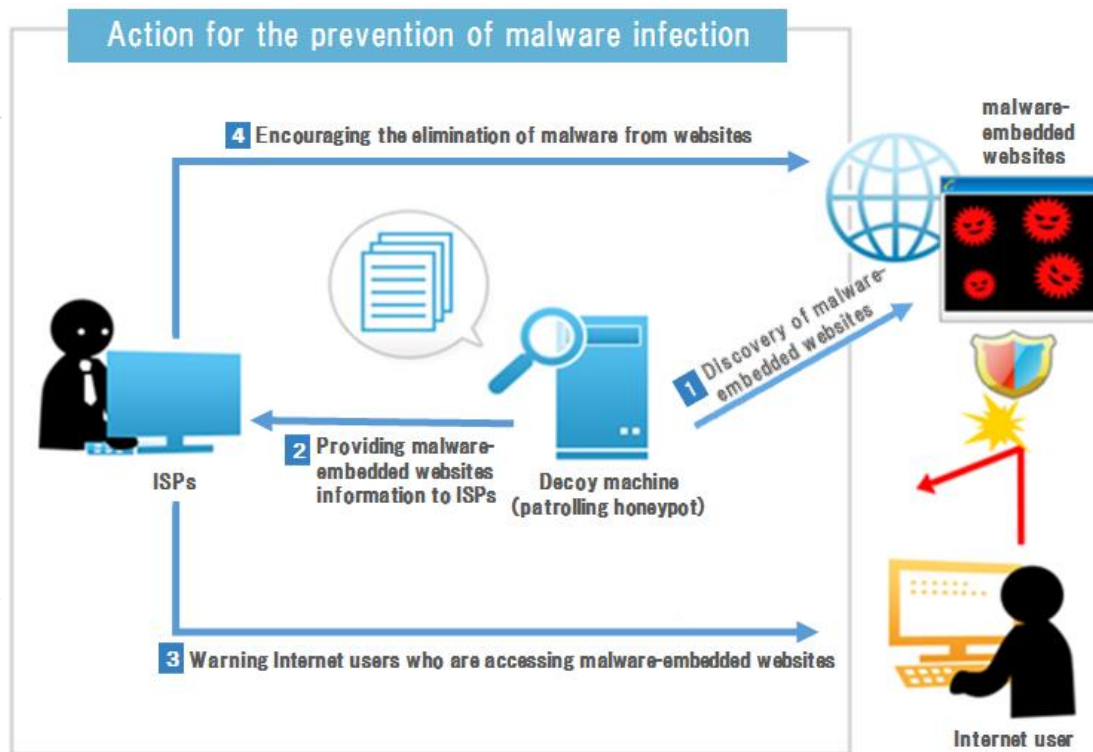 Action for the prevention of malware infection
malware-
embedded
websites
4 Encouraging the elimination of malware from websites
1 Discovery of malware-
embedded websites
2 Providing malware-
embedded websites
information to ISPs
ISPs
Decoy machine
(patrolling honeypot)
3 Warning Internet users who are accessing malware-embedded websites
Internet user